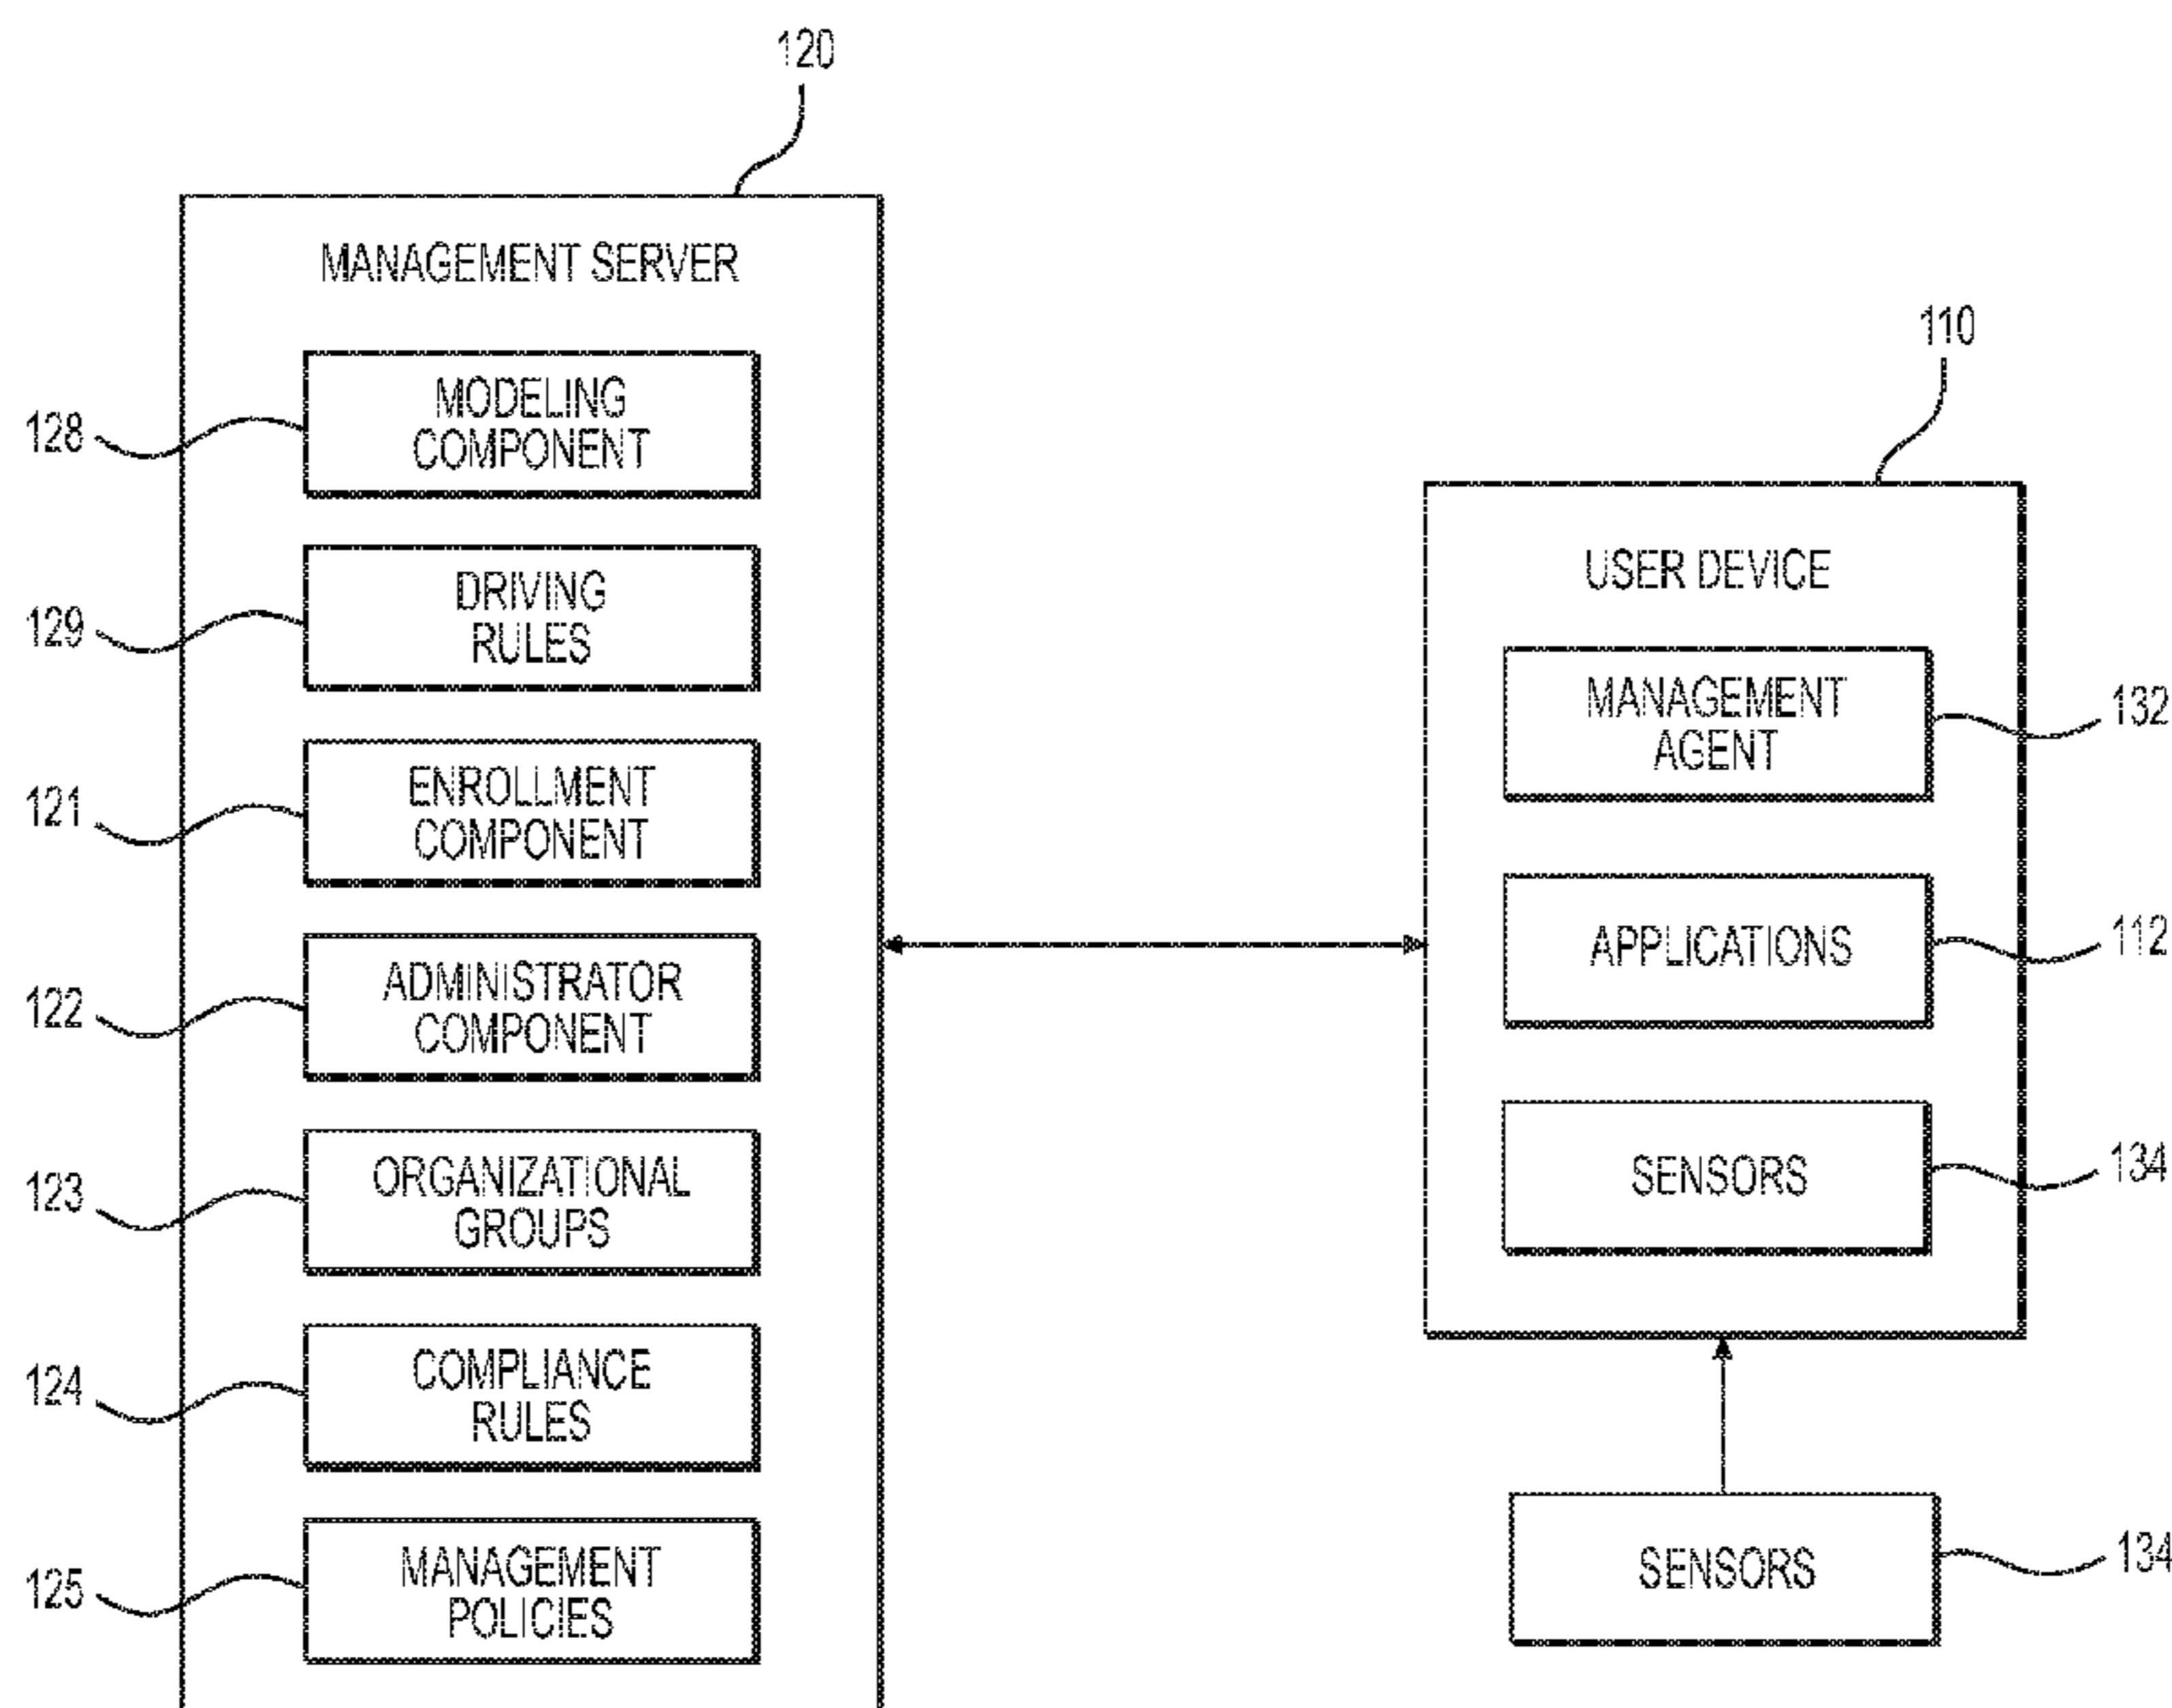 120
MANAGEMENT SERVER
128
MODELING
COMPONENT
129
DRIVING
RULES
121
ENROLLMENT
COMPONENT
122
ADMINISTRATOR
COMPONENT
123
ORGANIZATIONAL
GROUPS
124
COMPLIANCE
RULES
125
MANAGEMENT
POLICIES
110
USER DEVICE
MANAGEMENT
AGENT
132
APPLICATIONS
112
SENSORS
134
SENSORS
134